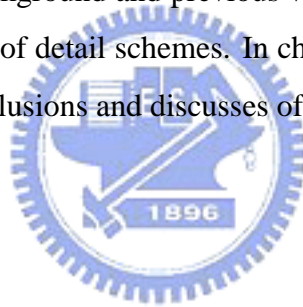 ground and previous
of detail schemes. In ch
lusions and discusses of
1896